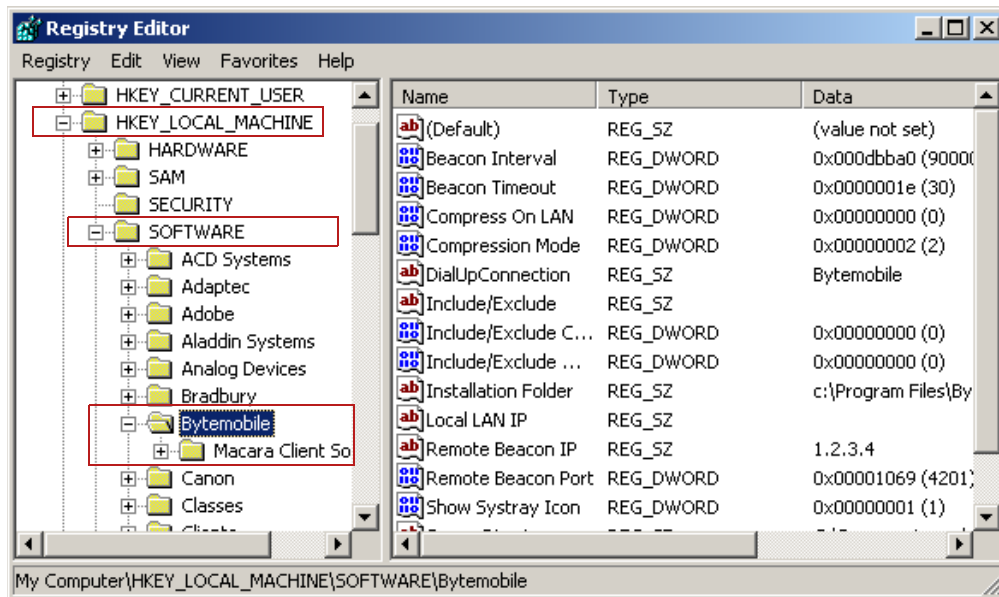 Registry Editor
Registry Edit View Favorites Help
HKEY_CURRENT_USER
HKEY_LOCAL_MACHINE
HARDWARE
SAM
SECURITY
SOFTWARE
ACD Systems
Adaptec
Adobe
Aladdin Systems
Analog Devices
Bradbury
Bytemobile
Macara Client So
Canon
Classes
Name Type Data
(Default) REG_SZ (value not set)
Beacon Interval REG_DWORD 0x000dbba0 (90000
Beacon Timeout REG_DWORD 0x0000001e (30)
Compress On LAN REG_DWORD 0x00000000 (0)
Compression Mode REG_DWORD 0x00000002 (2)
DialUpConnection REG_SZ Bytemobile
Include/Exclude REG_SZ
Include/Exclude C... REG_DWORD 0x00000000 (0)
Include/Exclude ... REG_DWORD 0x00000000 (0)
Installation Folder REG_SZ c:\Program Files\By
Local LAN IP REG_SZ
Remote Beacon IP REG_SZ 1.2.3.4
Remote Beacon Port REG_DWORD 0x00001069 (4201)
Show Systray Icon REG_DWORD 0x00000001 (1)
My Computer\HKEY_LOCAL_MACHINE\SOFTWARE\Bytemobile